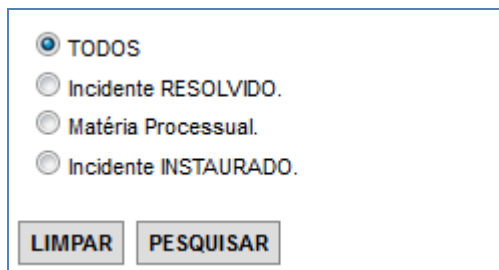 TODOS
Incidente RESOLVIDO.
Matéria Processual.
Incidente INSTAURADO.
LIMPAR PESQUISAR